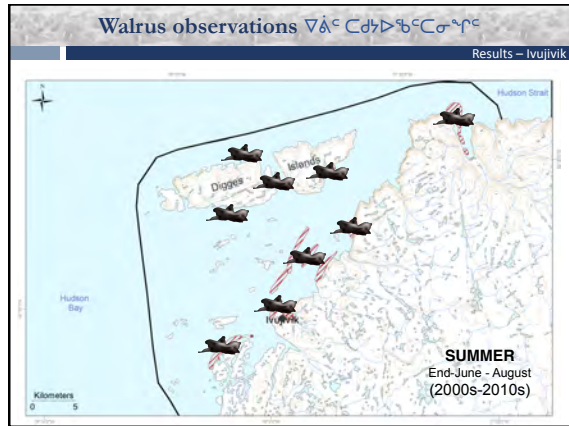 Walrus observations ᐁᕖᑦ ᑕᑯᔭᐅᖃᑦᑕᓂᖏᑦ
Results – Ivujivik
Hudson Strait
Digges
Islands
Hudson
Bay
Ivujivik
SUMMER
End-June - August
(2000s-2010s)
Kilometers
0 5